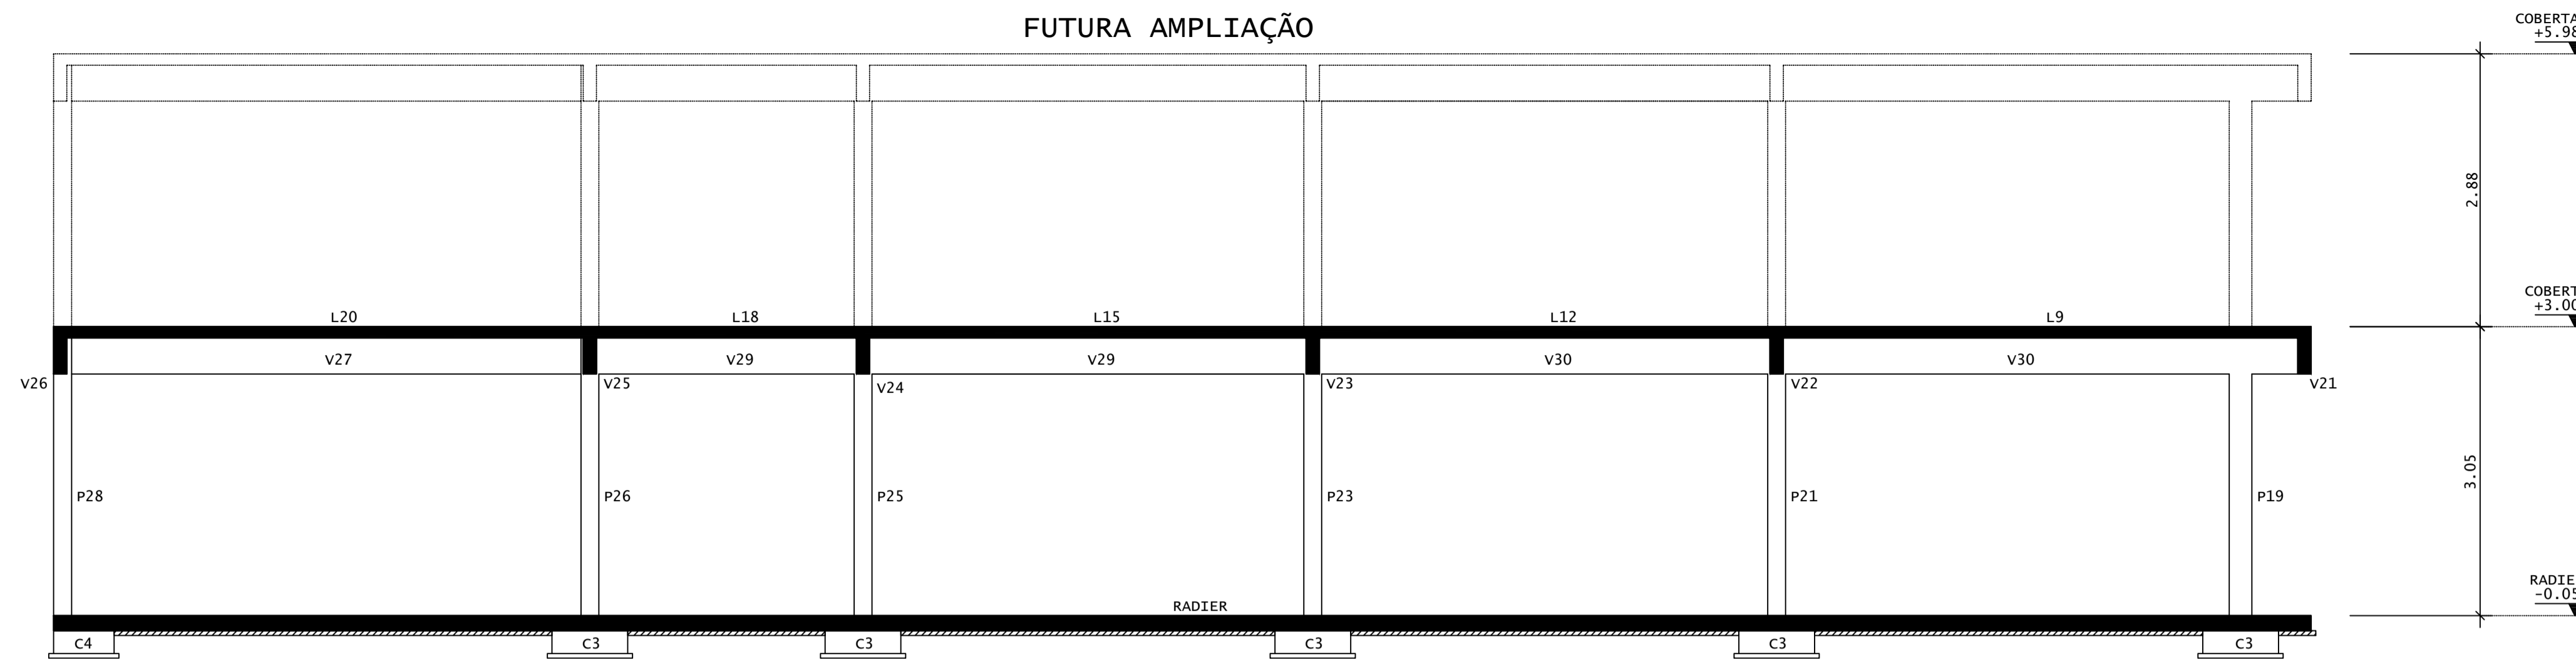 FUTURA AMPLIAÇÃO
COBERTA
+5.98
2.88
L20 L18 L15 L12 L9
COBERT
+3.00
V27 V29 V29 V30 V30
V26 V25 V24 V23 V22 V21
P28 P26 P25 P23 P21 P19
3.05
RADIER
RADIE
-0.05
C4 C3 C3 C3 C3 C3